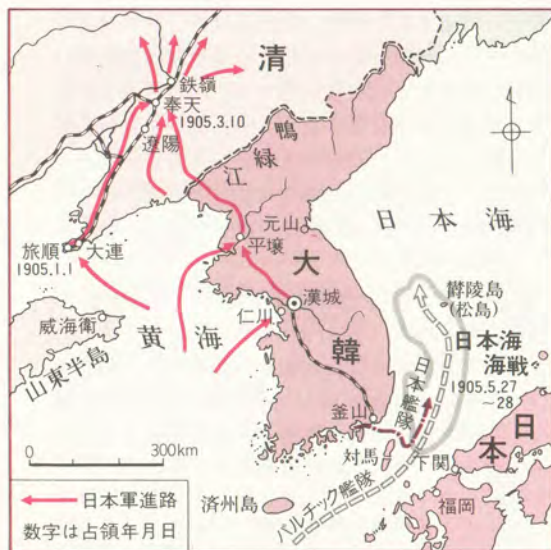 清
鉄嶺
奉天
1905.3.10
遼陽
鴨緑江
日本海
元山
平壌
旅順
1905.1.1
大連
大韓
漢城
仁川
威海衛
黄海
山東半島
欝陵島
(松島)
日本海
海戦
1905.5.27
~28
日本艦隊
釜山
対馬
下関
日本
0 300km
済州島
バルチック艦隊
福岡
日本軍進路
数字は占領年月日